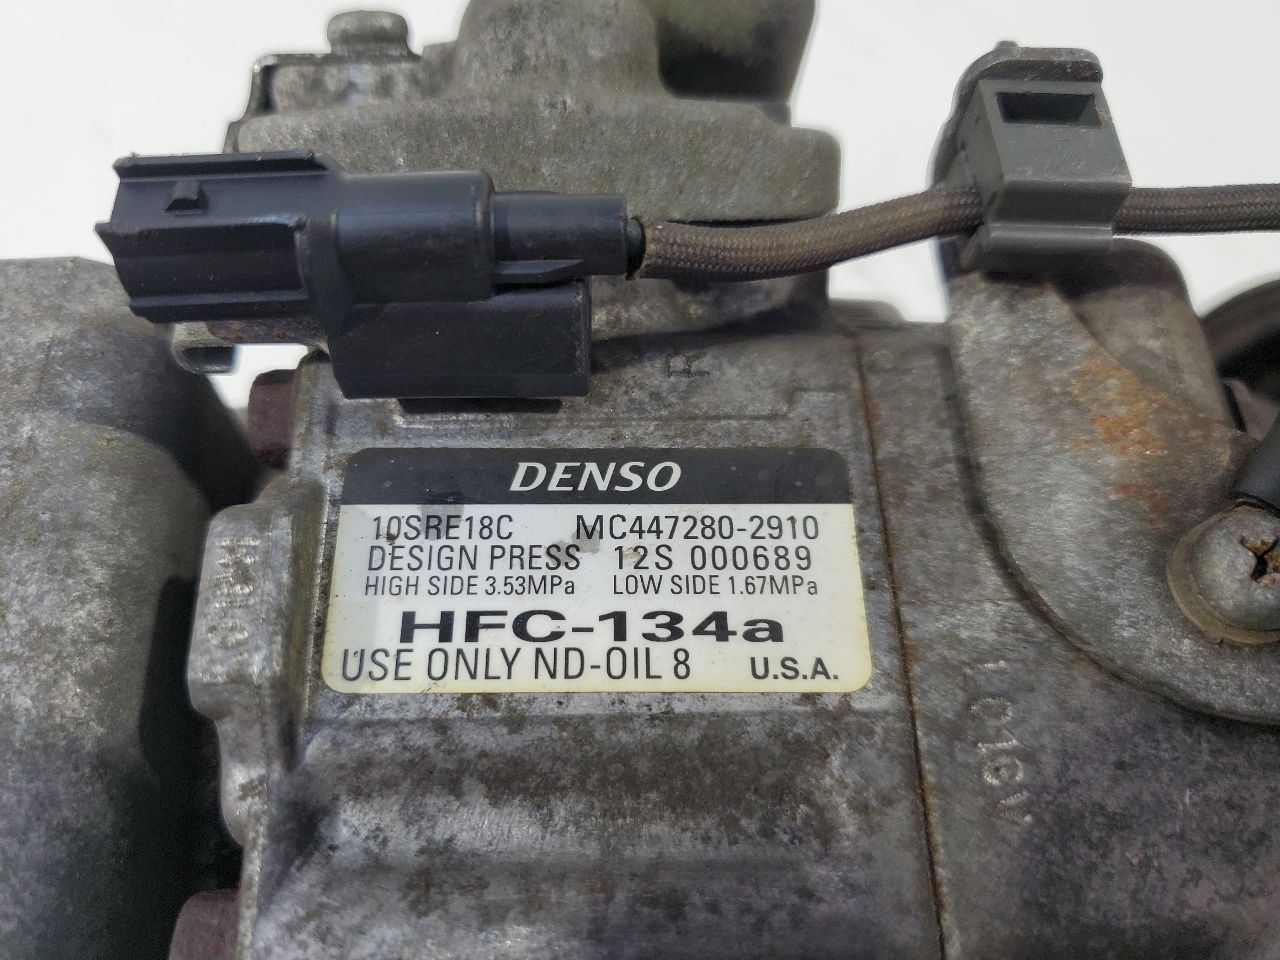 DENSO
10SRE18C MC447280-2910
DESIGN PRESS 12S 000689
HIGH SIDE 3.53MPa LOW SIDE 1.67MPa
HFC-134a
USE ONLY ND-OIL 8 U.S.A.